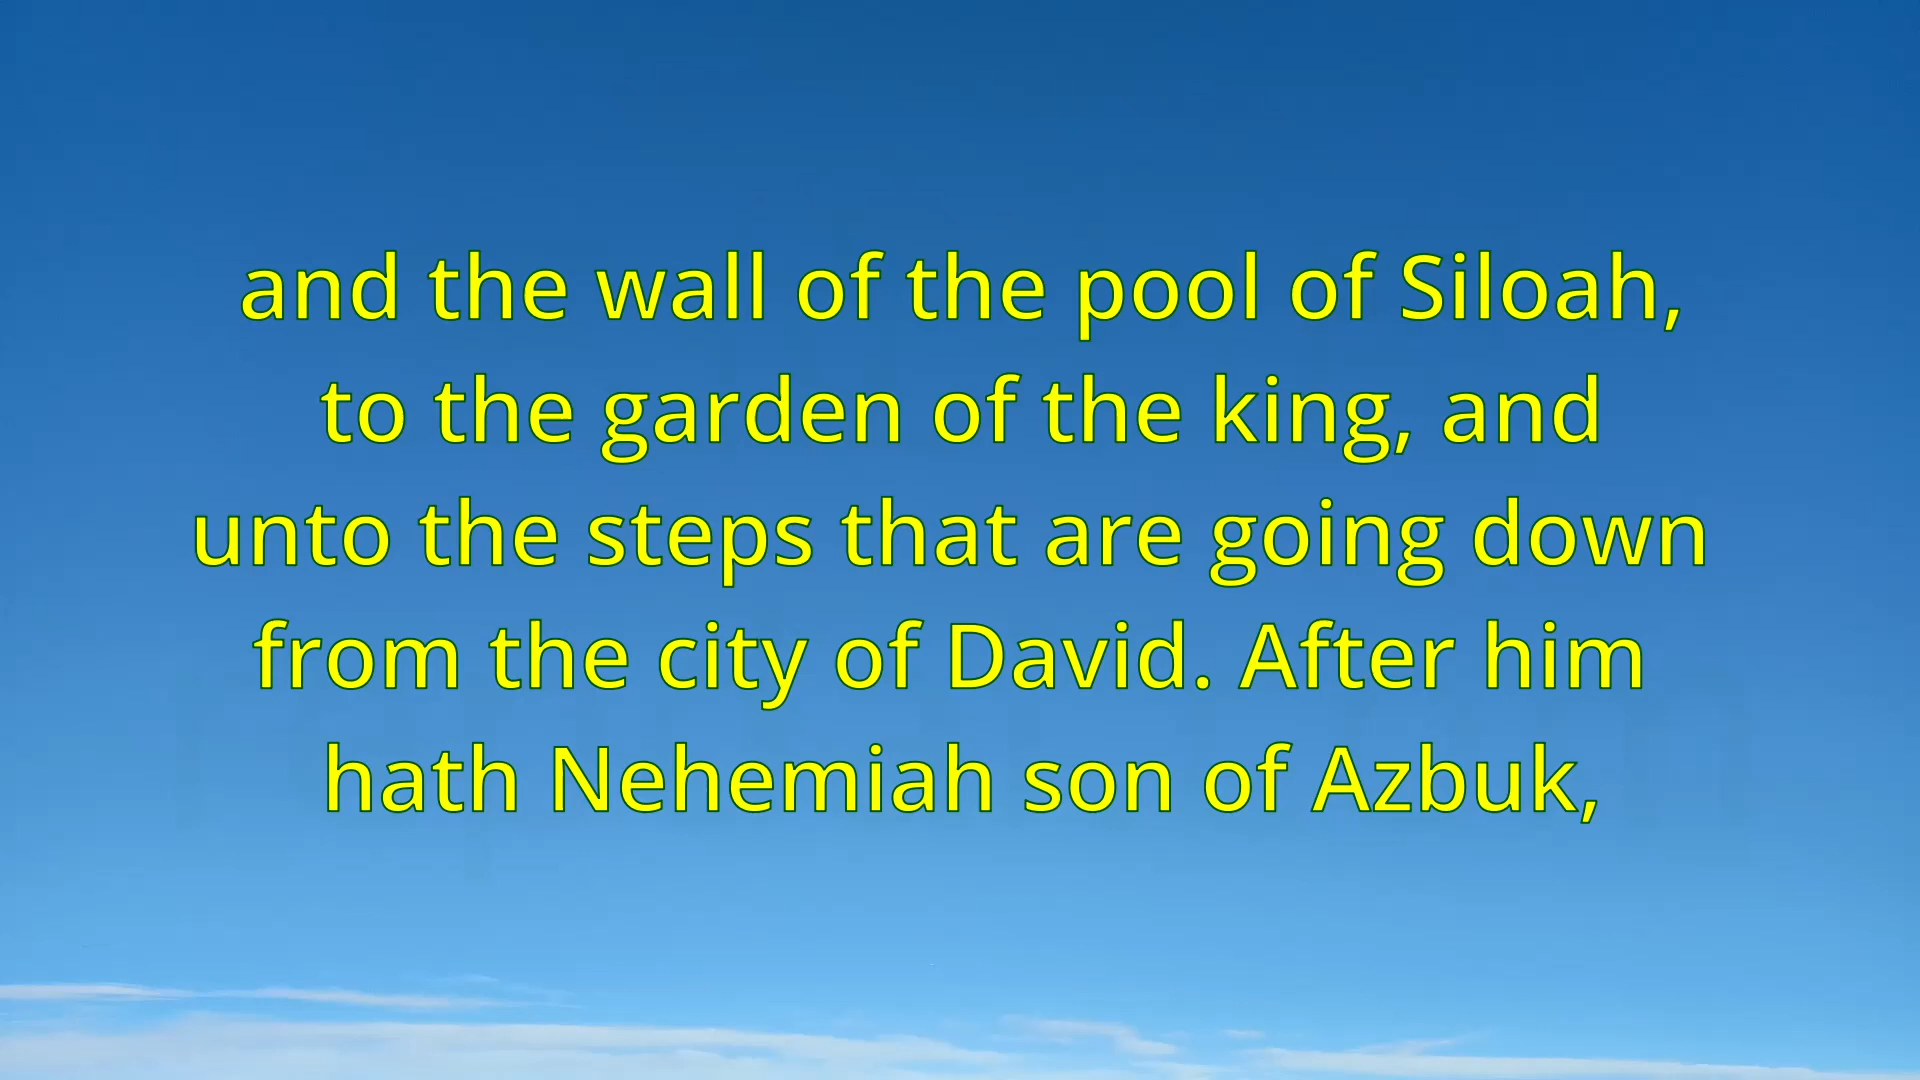 and the wall of the pool of Siloah,
to the garden of the king, and
unto the steps that are going down
from the city of David. After him
hath Nehemiah son of Azbuk,